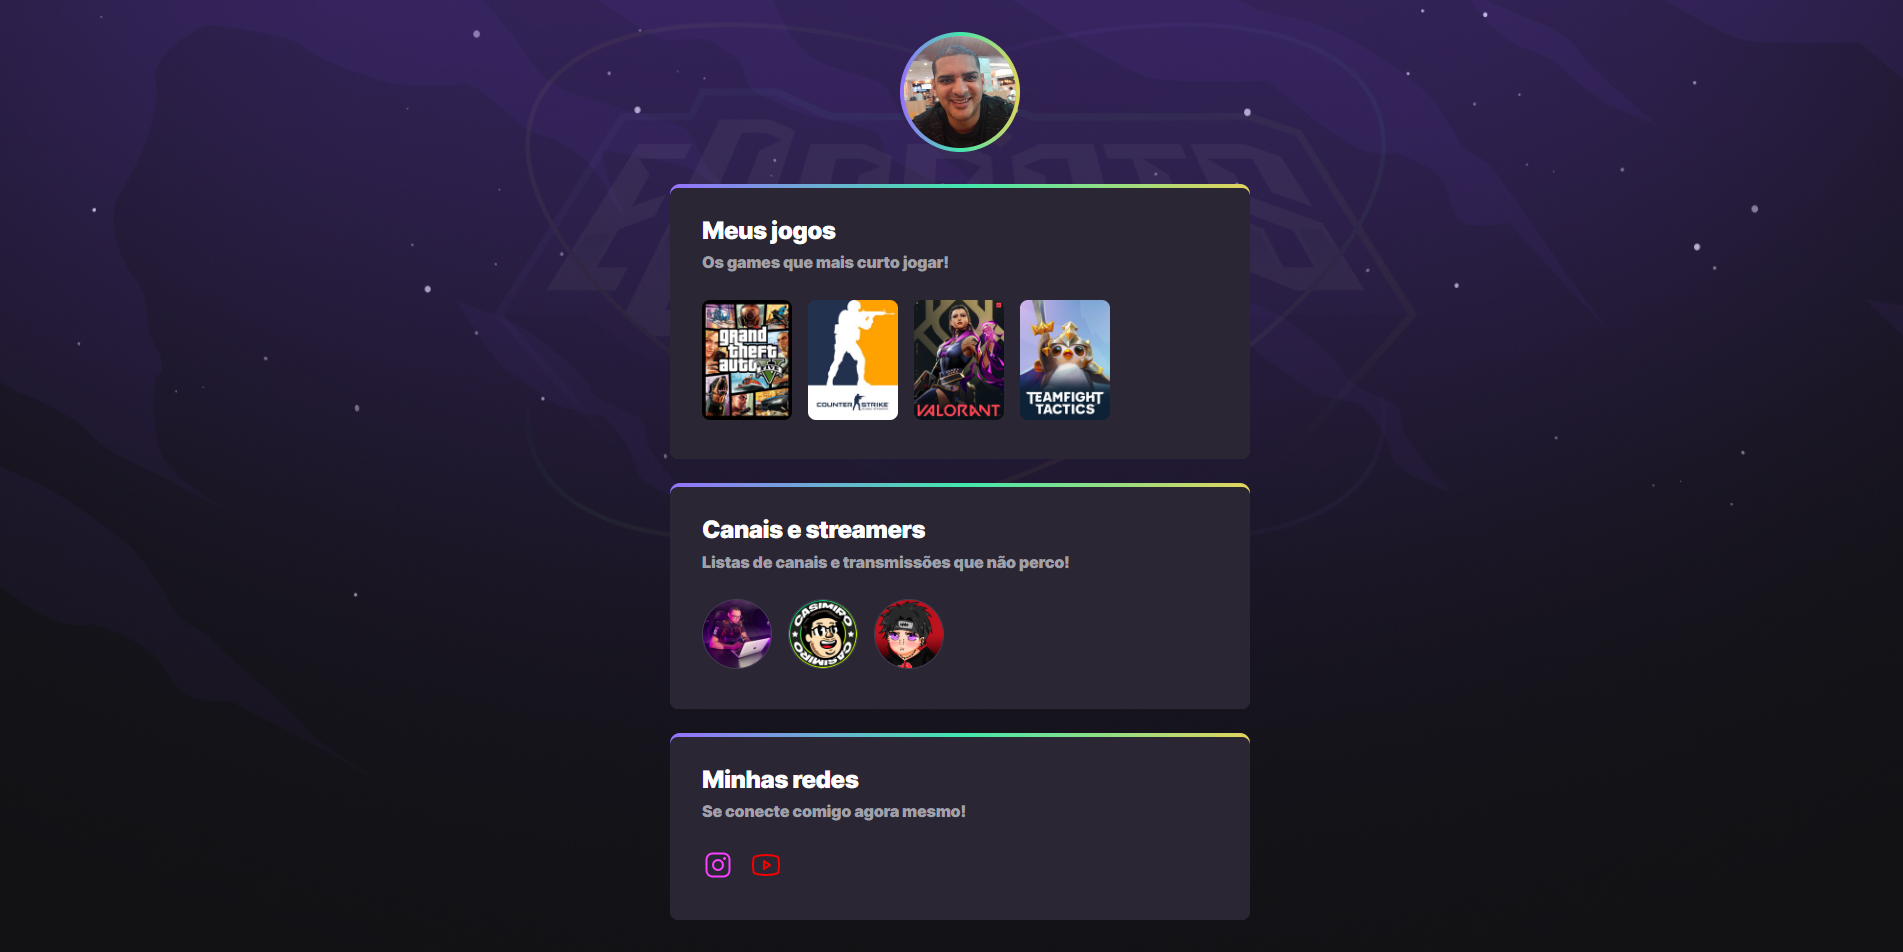 Meus jogos
Os games que mais curto jogar!
grand
theft
auto
FIVE
COUNTER STRIKE
VALORANT
TEAMFIGHT
TACTICS
Canais e streamers
Listas de canais e transmissões que não perco!
CASIMIRO
CASIMIRO
Minhas redes
Se conecte comigo agora mesmo!